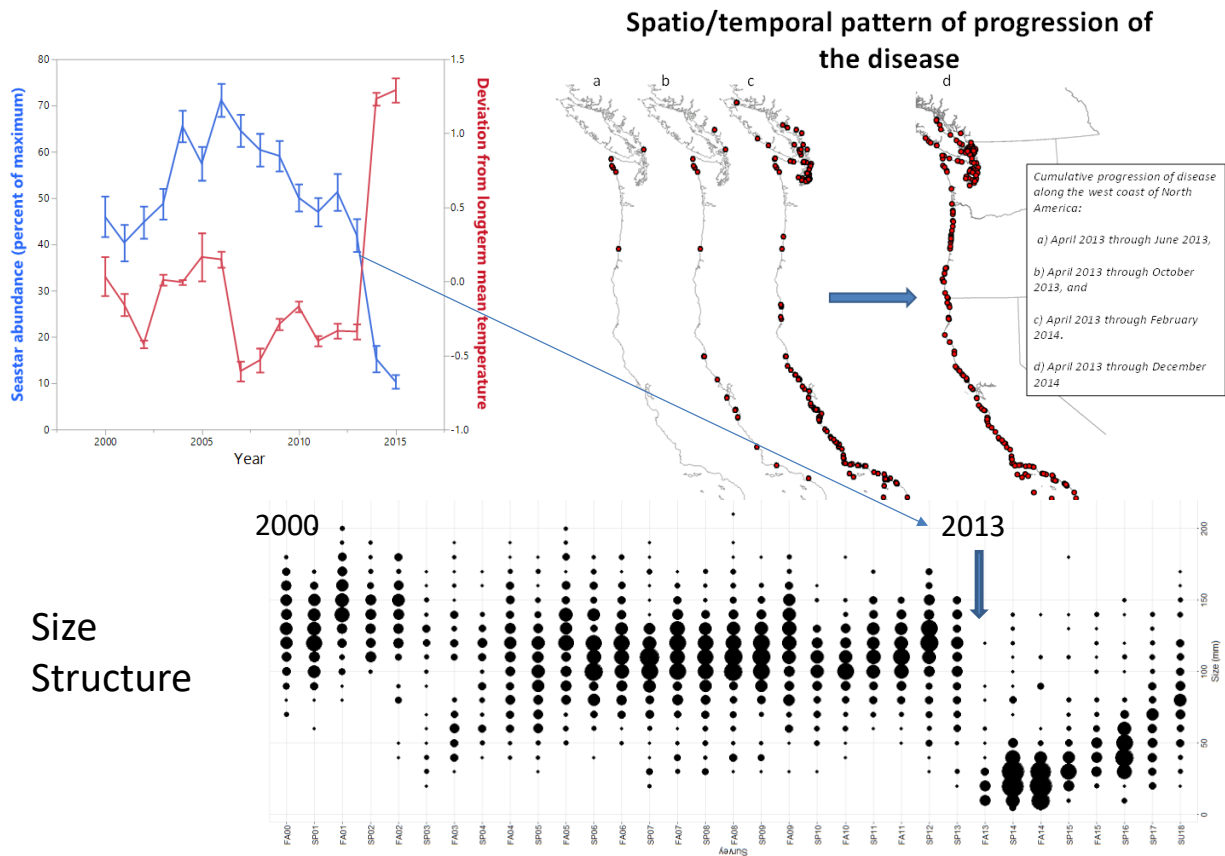 Spatio/temporal pattern of progression of
the disease
80
70
60
50
40
30
20
10
0
Seastar abundance (percent of maximum)
1.5
1.0
0.5
0.0
-0.5
-1.0
Deviation from longterm mean temperature
2000
2005
2010
2015
Year
a
b
c
d
Cumulative progression of disease
along the west coast of North
America:
a) April 2013 through June 2013,
b) April 2013 through October
2013, and
c) April 2013 through February
2014.
d) April 2013 through December
2014
2000
2013
Size
Structure
200
150
100
50
0
Size (mm)
FA00
SP01
FA01
SP02
FA02
SP03
FA03
SP04
FA04
SP05
FA05
SP06
FA06
SP07
FA07
SP08
FA08
SP09
FA09
SP10
FA10
SP11
FA11
SP12
SP13
FA13
SP14
FA14
SP15
FA15
SP16
SP17
SU18
Survey